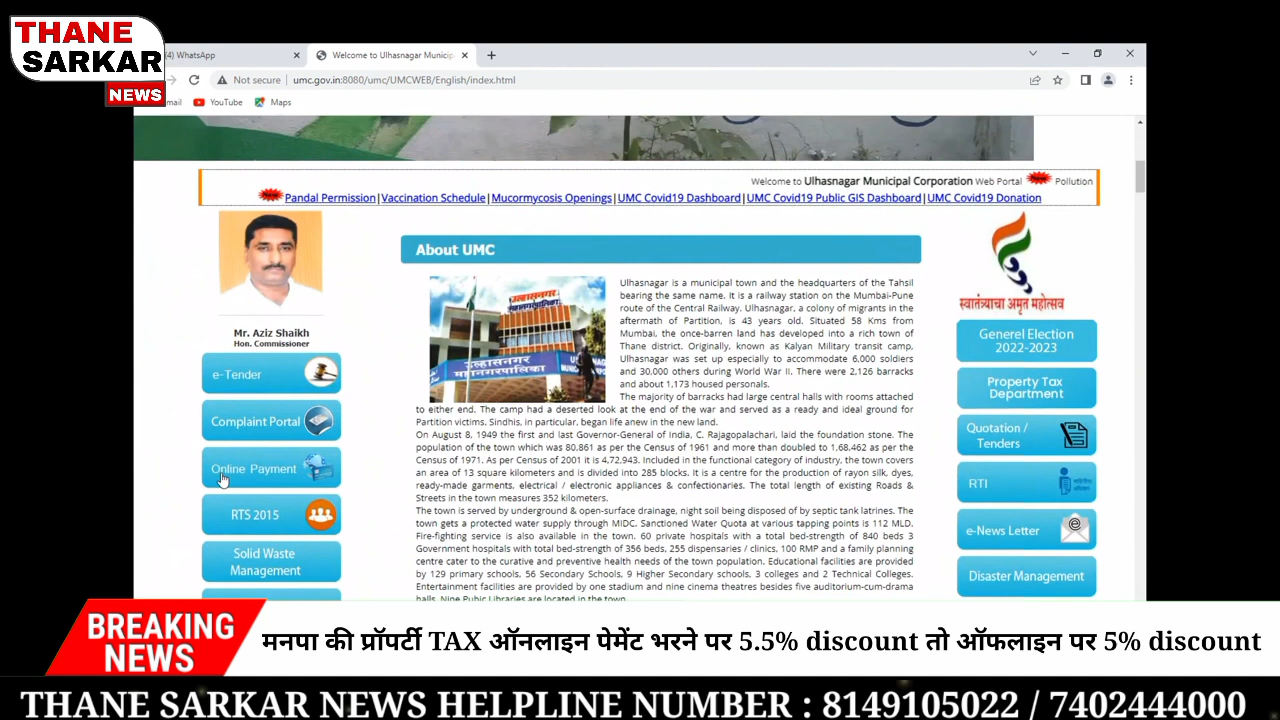 THANE
SARKAR
NEWS
(4) WhatsApp
Welcome to Ulhasnagar Municip
Not secure | umc.gov.in:8080/umc/UMCWEB/English/index.html
mail YouTube Maps
Welcome to Ulhasnagar Municipal Corporation Web Portal New Pollution
New Pandal Permission|Vaccination Schedule|Mucormycosis Openings|UMC Covid19 Dashboard|UMC Covid19 Public GIS Dashboard|UMC Covid19 Donation
Mr. Aziz Shaikh
Hon. Commissioner
e-Tender
Complaint Portal
Online Payment
RTS 2015
Solid Waste
Management
About UMC
उल्हासनगर
महानगरपालिका
Ulhasnagar is a municipal town and the headquarters of the Tahsil
bearing the same name. It is a railway station on the Mumbai-Pune
route of the Central Railway. Ulhasnagar, a colony of migrants in the
aftermath of Partition, is 43 years old. Situated 58 Kms from
Mumbai, the once-barren land has developed into a rich town of
Thane district. Originally, known as Kalyan Military transit camp,
Ulhasnagar was set up especially to accommodate 6,000 soldiers
and 30.000 others during World War II. There were 2,126 barracks
and about 1,173 housed personals.
The majority of barracks had large central halls with rooms attached
to either end. The camp had a deserted look at the end of the war and served as a ready and ideal ground for
Partition victims. Sindhis, in particular, began life anew in the new land.
On August 8, 1949 the first and last Governor-General of India, C. Rajagopalachari, laid the foundation stone. The
population of the town which was 80.861 as per the Census of 1961 and more than doubled to 1,68.462 as per the
Census of 1971. As per Census of 2001 it is 4,72,943. Included in the functional category of industry, the town covers
an area of 13 square kilometers and is divided into 285 blocks. It is a centre for the production of rayon silk, dyes,
ready-made garments, electrical / electronic appliances & confectionaries. The total length of existing Roads &
Streets in the town measures 352 kilometers.
The town is served by underground & open-surface drainage, night soil being disposed of by septic tank latrines. The
town gets a protected water supply through MIDC. Sanctioned Water Quota at various tapping points is 112 MLD.
Fire-fighting service is also available in the town. 60 private hospitals with a total bed-strength of 840 beds 3
Government hospitals with total bed-strength of 356 beds, 255 dispensaries / clinics, 100 RMP and a family planning
centre cater to the curative and preventive health needs of the town population. Educational facilities are provided
by 129 primary schools, 56 Secondary Schools, 9 Higher Secondary schools, 3 colleges and 2 Technical Colleges.
Entertainment facilities are provided by one stadium and nine cinema theatres besides five auditorium-cum-drama
halls. Nine Pubic Libraries are located in the town.
स्वातंत्र्याचा अमृत महोत्सव
Generel Election
2022-2023
Property Tax
Department
Quotation /
Tenders
RTI
e-News Letter
Disaster Management
BREAKING
NEWS
मनपा की प्रॉपर्टी TAX ऑनलाइन पेमेंट भरने पर 5.5% discount तो ऑफलाइन पर 5% discount
THANE SARKAR NEWS HELPLINE NUMBER : 8149105022 / 7402444000